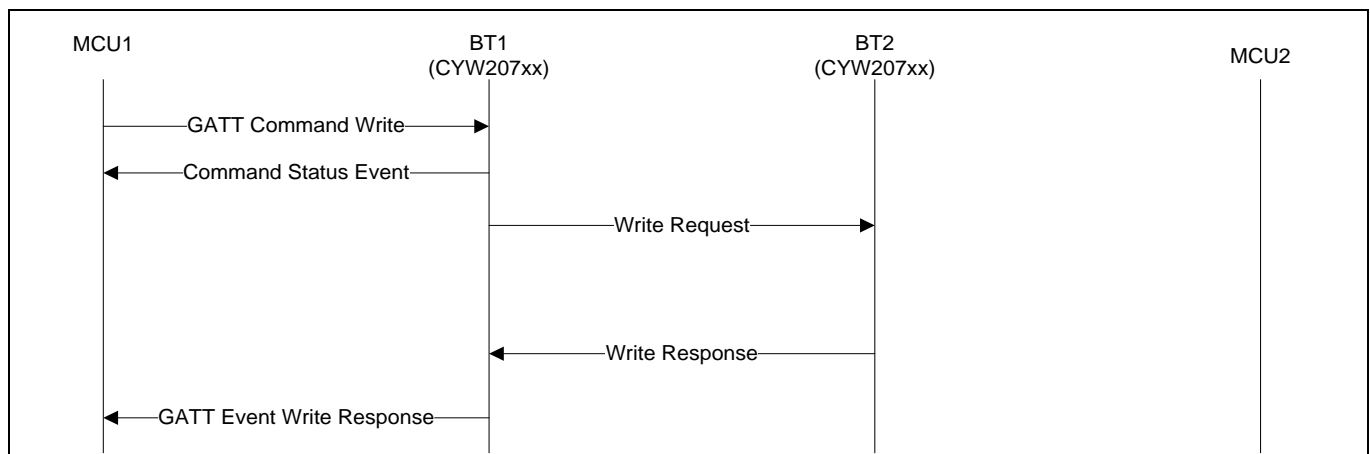 MCU1
BT1
(CYW207xx)
BT2
(CYW207xx)
MCU2
GATT Command Write
Command Status Event
Write Request
Write Response
GATT Event Write Response